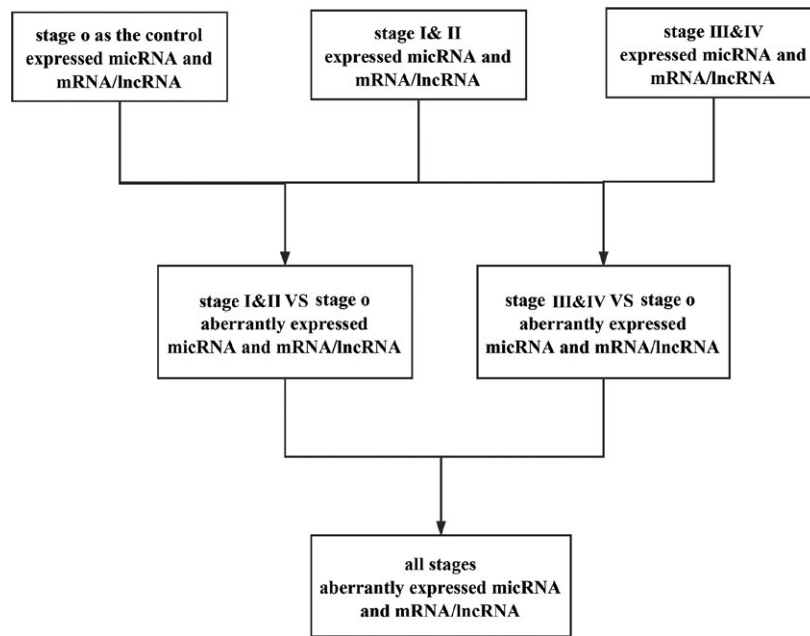 stage o as the control
expressed micRNA and
mRNA/lncRNA
stage I& II
expressed micRNA and
mRNA/lncRNA
stage III&IV
expressed micRNA and
mRNA/lncRNA
stage I&II VS stage o
aberrantly expressed
micRNA and mRNA/lncRNA
stage III&IV VS stage o
aberrantly expressed
micRNA and mRNA/lncRNA
all stages
aberrantly expressed micRNA
and mRNA/lncRNA